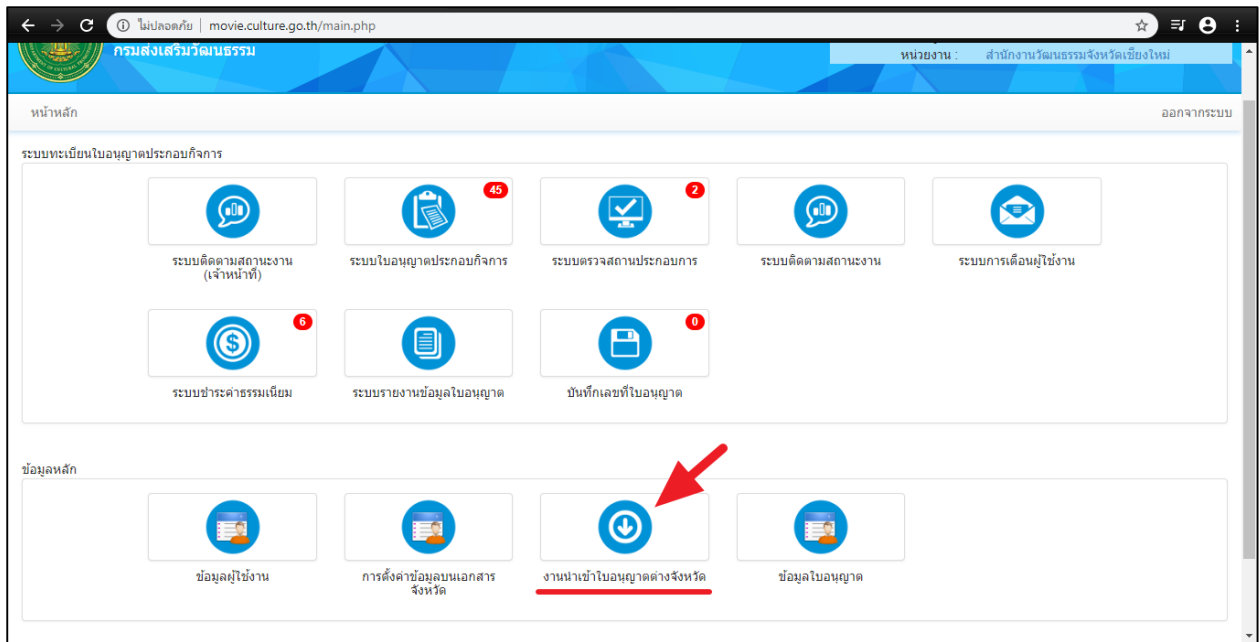 ไม่ปลอดภัย | movie.culture.go.th/main.php
กรมส่งเสริมวัฒนธรรม
หน่วยงาน : สำนักงานวัฒนธรรมจังหวัดเชียงใหม่
หน้าหลัก ออกจากระบบ
ระบบทะเบียนใบอนุญาตประกอบกิจการ
45 2
ระบบติดตามสถานะงาน ระบบใบอนุญาตประกอบกิจการ ระบบตรวจสถานประกอบการ ระบบติดตามสถานะงาน ระบบการเตือนผู้ใช้งาน
(เจ้าหน้าที่)
6 0
ระบบชำระค่าธรรมเนียม ระบบรายงานข้อมูลใบอนุญาต บันทึกเลขที่ใบอนุญาต
ข้อมูลหลัก
ข้อมูลผู้ใช้งาน การตั้งค่าข้อมูลบนเอกสาร งานนำเข้าใบอนุญาตต่างจังหวัด ข้อมูลใบอนุญาต
จังหวัด